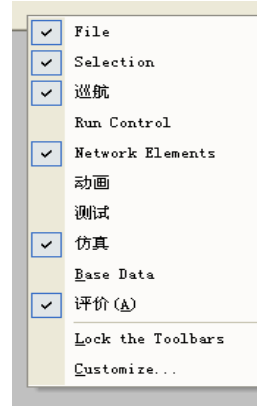 File
Selection
巡航
Run Control
Network Elements
动画
测试
仿真
Base Data
评价(A)
Lock the Toolbars
Customize...